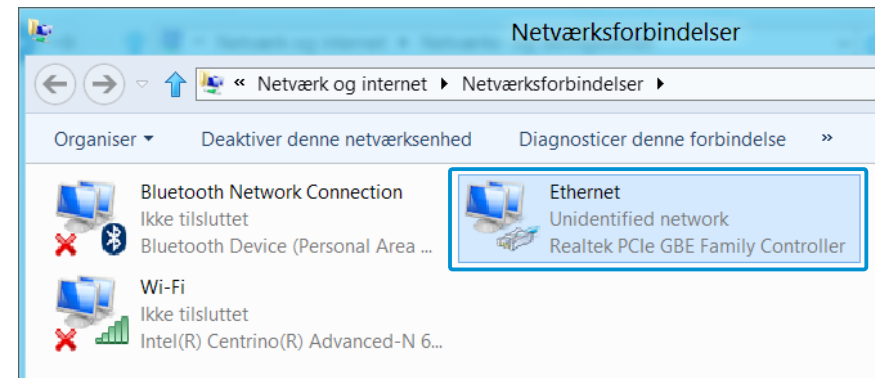 Netværksforbindelser
« Netværk og internet Netværksforbindelser
Organiser Deaktiver denne netværksenhed Diagnosticer denne forbindelse »
Bluetooth Network Connection
Ikke tilsluttet
Bluetooth Device (Personal Area ...
Ethernet
Unidentified network
Realtek PCIe GBE Family Controller
Wi-Fi
Ikke tilsluttet
Intel(R) Centrino(R) Advanced-N 6...